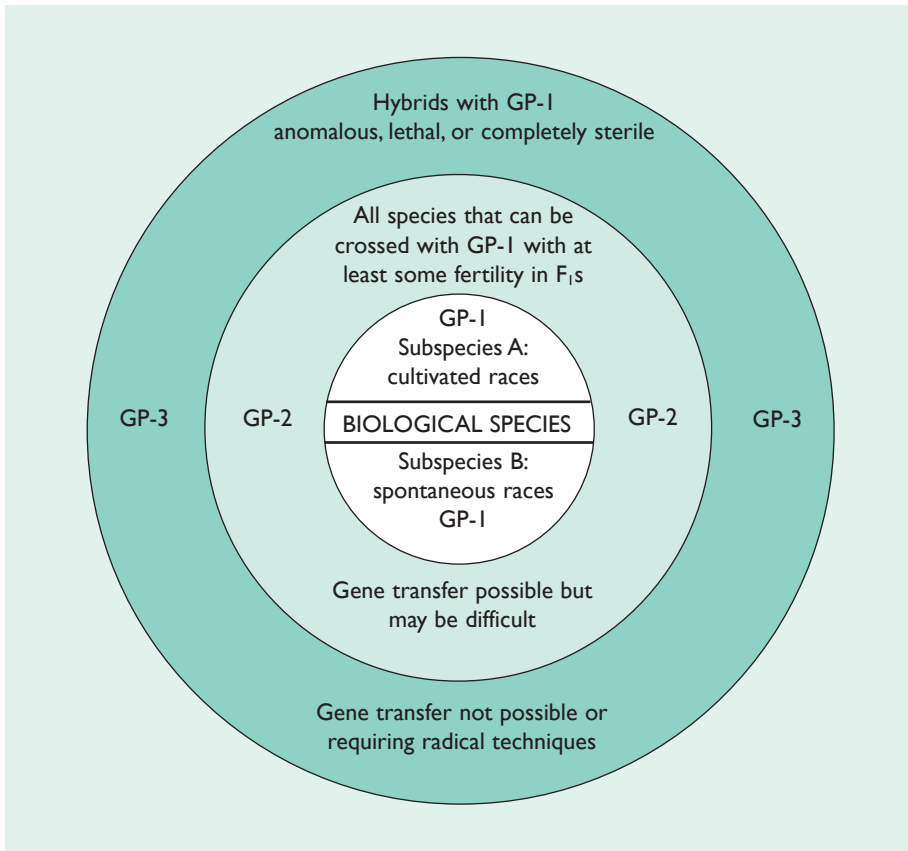 Hybrids with GP-1
anomalous, lethal, or completely sterile
All species that can be
crossed with GP-1 with at
least some fertility in F₁s
GP-1
Subspecies A:
cultivated races
GP-3
GP-2
BIOLOGICAL SPECIES
GP-2
GP-3
Subspecies B:
spontaneous races
GP-1
Gene transfer possible but
may be difficult
Gene transfer not possible or
requiring radical techniques